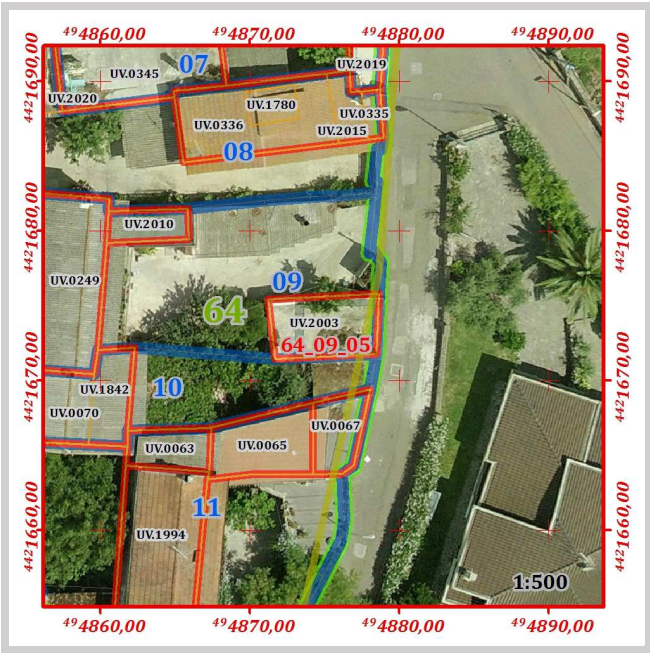 ⁴⁹4860,00 ⁴⁹4870,00 ⁴⁹4880,00 ⁴⁹4890,00
⁴⁴²1690,00 ⁴⁴²1690,00
07 UV.2019
UV.0345
UV.2020
UV.1780
UV.0335
UV.0336 UV.2015
08
⁴⁴²1680,00 ⁴⁴²1680,00
UV.2010
UV.0249
09
64
UV.2003
64_09_05
⁴⁴²1670,00 ⁴⁴²1670,00
UV.1842 10
UV.0070
UV.0067
UV.0063 UV.0065
11
UV.1994
⁴⁴²1660,00 ⁴⁴²1660,00
1:500
⁴⁹4860,00 ⁴⁹4870,00 ⁴⁹4880,00 ⁴⁹4890,00